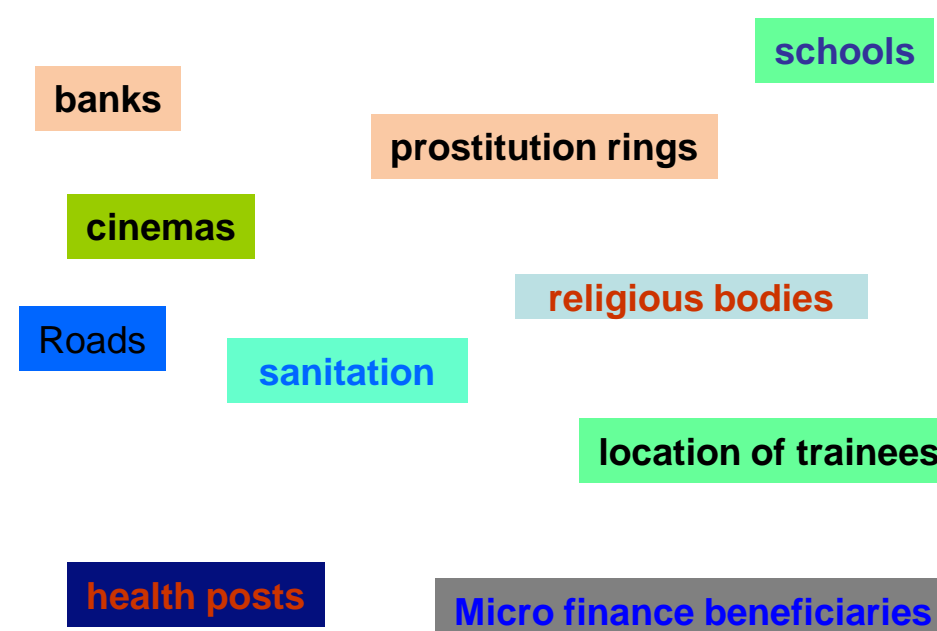 schools
banks
prostitution rings
cinemas
religious bodies
Roads
sanitation
location of trainees
health posts
Micro finance beneficiaries